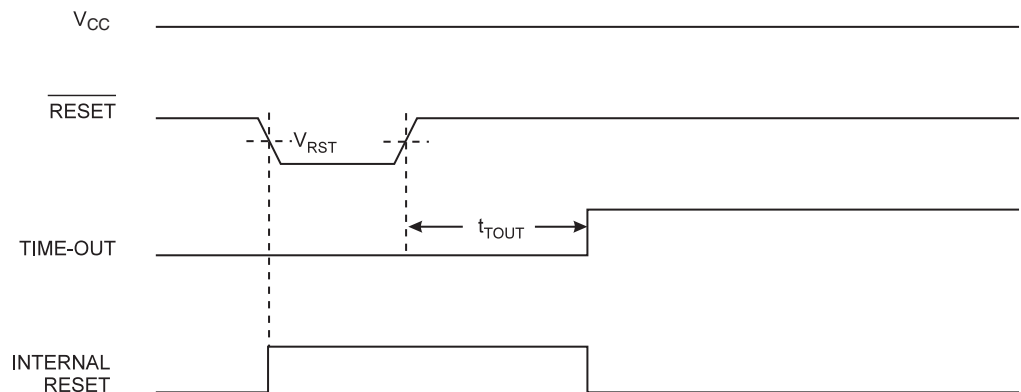 VCC
RESET
VRST
tTOUT
TIME-OUT
INTERNAL
RESET